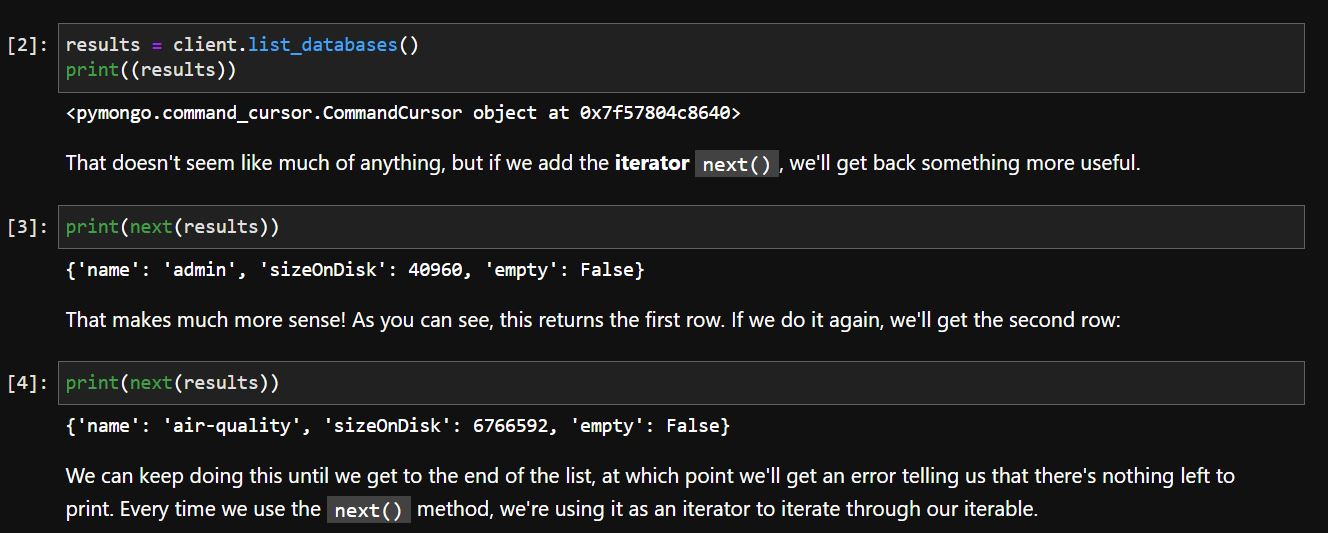 [2]: results = client.list_databases()
print((results))
<pymongo.command_cursor.CommandCursor object at 0x7f57804c8640>
That doesn't seem like much of anything, but if we add the iterator next(), we'll get back something more useful.
[3]: print(next(results))
{'name': 'admin', 'sizeOnDisk': 40960, 'empty': False}
That makes much more sense! As you can see, this returns the first row. If we do it again, we'll get the second row:
[4]: print(next(results))
{'name': 'air-quality', 'sizeOnDisk': 6766592, 'empty': False}
We can keep doing this until we get to the end of the list, at which point we'll get an error telling us that there's nothing left to
print. Every time we use the next() method, we're using it as an iterator to iterate through our iterable.